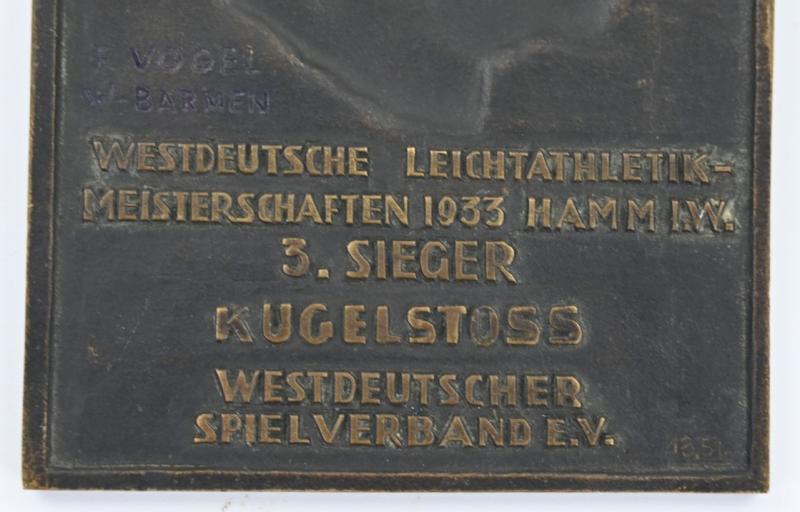 F VOGEL
W-BARMEN
WESTDEUTSCHE LEICHTATHLETIK-
MEISTERSCHAFTEN 1933 HAMM I.W.
3. SIEGER
KUGELSTOSS
WESTDEUTSCHER
SPIELVERBAND E.V.